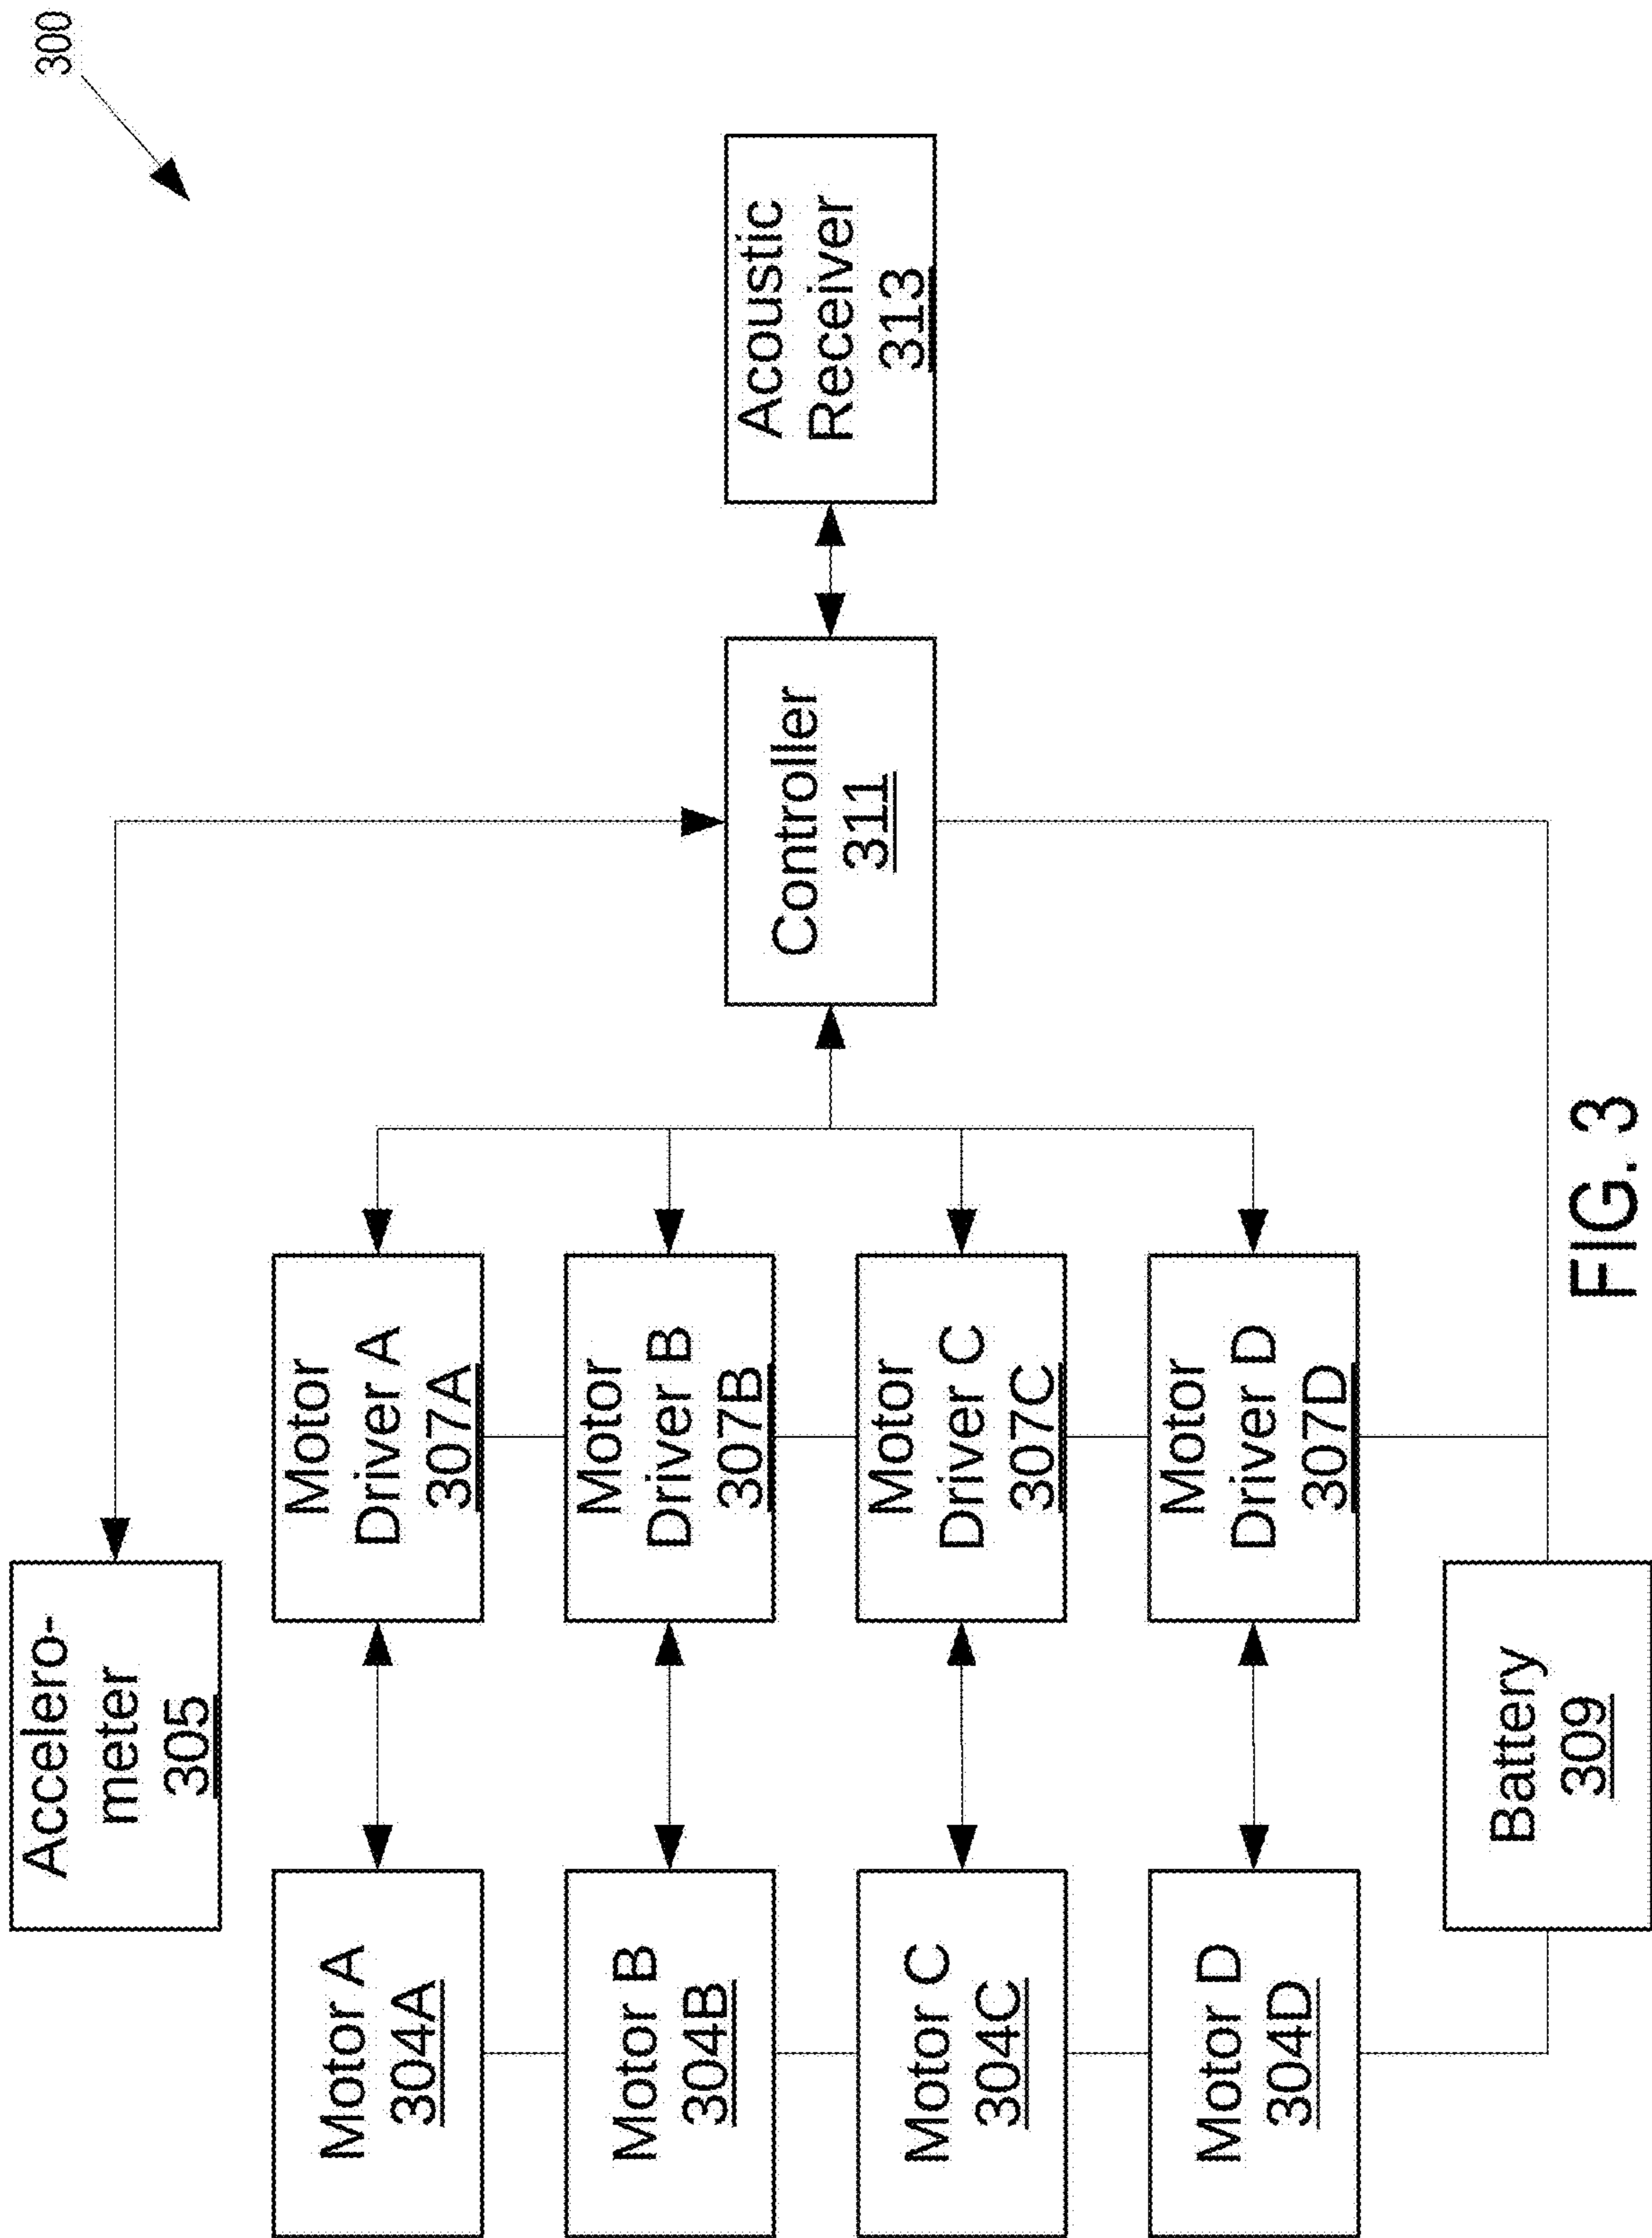 300
Accelero-
meter
305
Motor A
304A
Motor
Driver A
307A
Motor B
304B
Motor
Driver B
307B
Controller
311
Acoustic
Receiver
313
Motor C
304C
Motor
Driver C
307C
Motor D
304D
Motor
Driver D
307D
Battery
309
FIG. 3